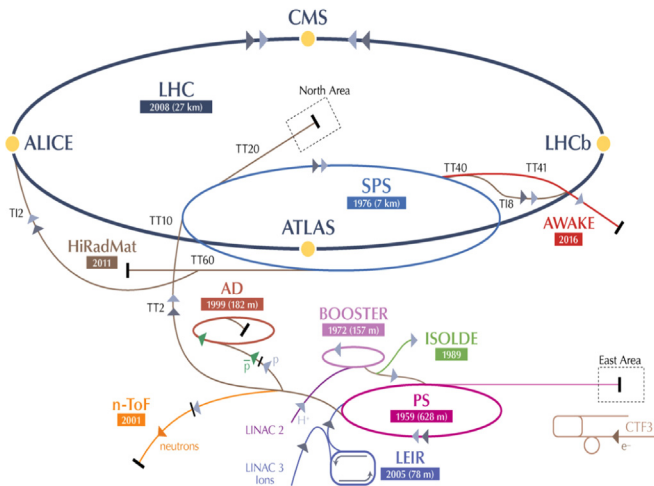 CMS
LHC
2008 (27 km)
North Area
ALICE
LHCb
TT20
TT40
TT41
SPS
1976 (7 km)
TI8
TI2
TT10
ATLAS
AWAKE
2016
HiRadMat
2011
TT60
AD
1999 (182 m)
TT2
BOOSTER
1972 (157 m)
ISOLDE
1989
p
p̅
East Area
n-ToF
2001
PS
1959 (628 m)
H⁻
neutrons
LINAC 2
CTF3
e⁻
LINAC 3
Ions
LEIR
2005 (78 m)